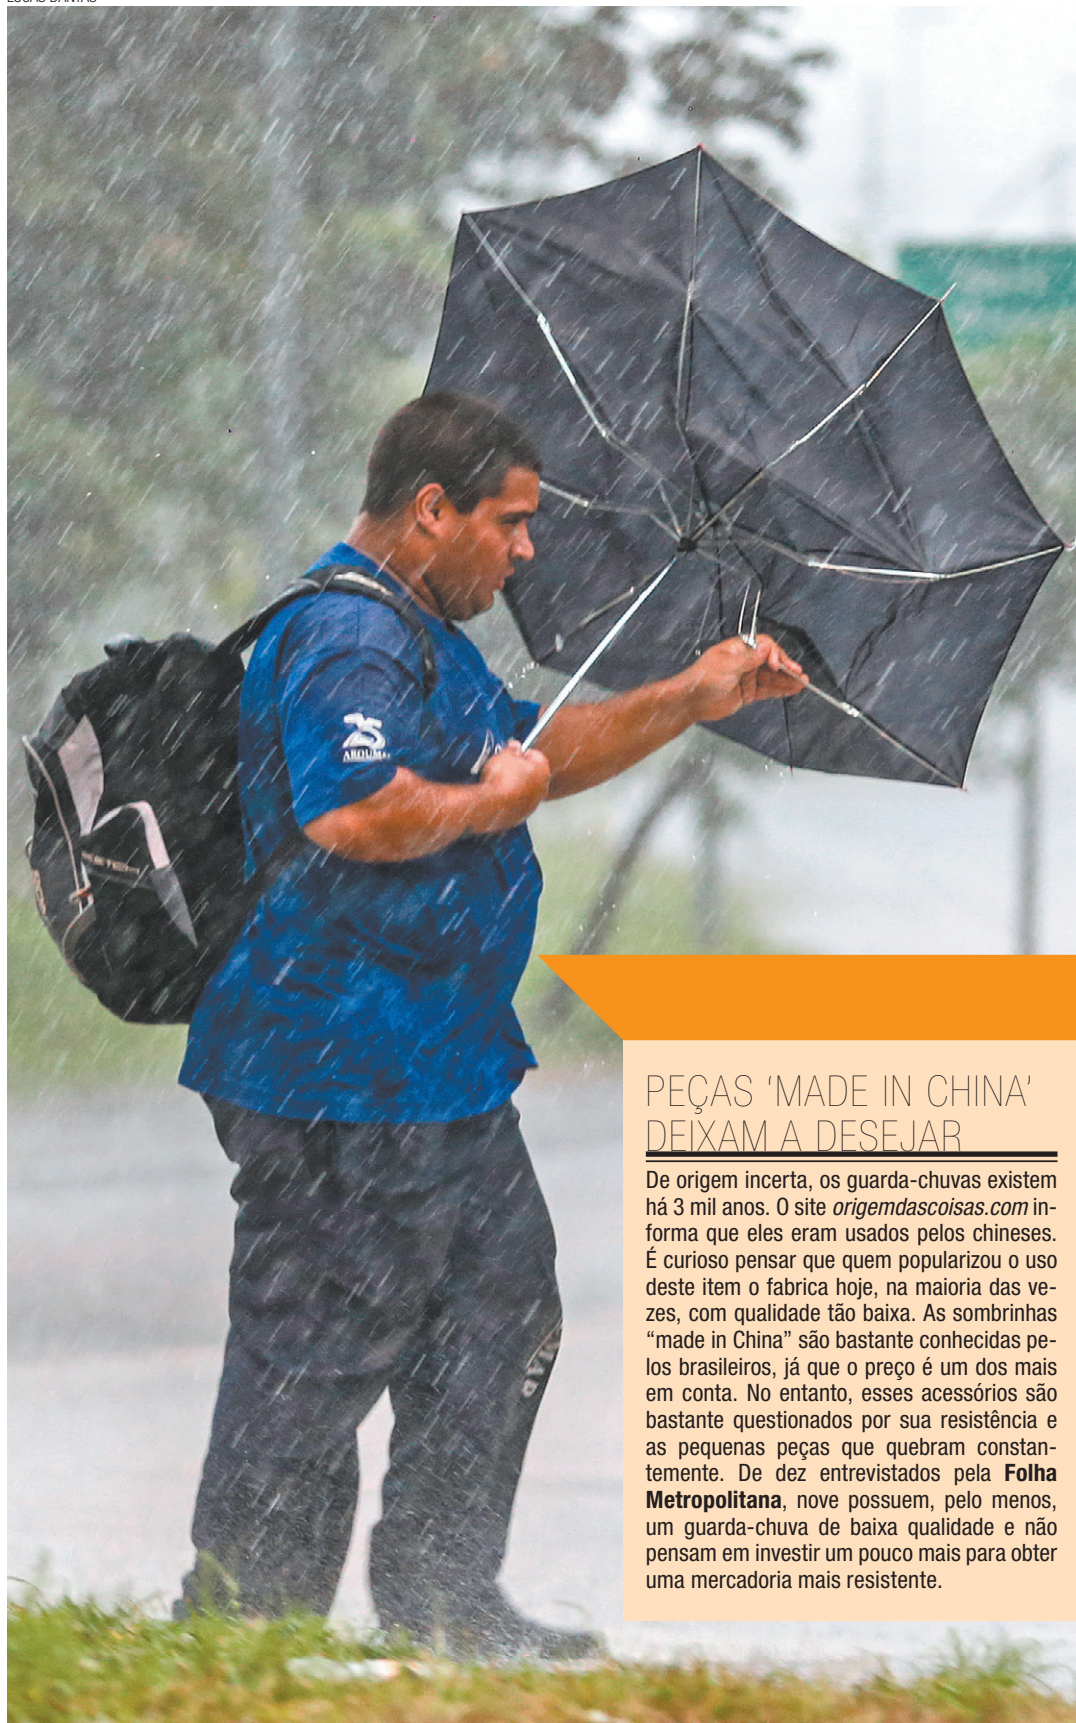 LUCAS DANTAS
25
PEÇAS ‘MADE IN CHINA’
DEIXAM A DESEJAR
De origem incerta, os guarda-chuvas existem
há 3 mil anos. O site origemdascoisas.com in-
forma que eles eram usados pelos chineses.
É curioso pensar que quem popularizou o uso
deste item o fabrica hoje, na maioria das ve-
zes, com qualidade tão baixa. As sombrinhas
“made in China” são bastante conhecidas pe-
los brasileiros, já que o preço é um dos mais
em conta. No entanto, esses acessórios são
bastante questionados por sua resistência e
as pequenas peças que quebram constan-
temente. De dez entrevistados pela Folha
Metropolitana, nove possuem, pelo menos,
um guarda-chuva de baixa qualidade e não
pensam em investir um pouco mais para obter
uma mercadoria mais resistente.